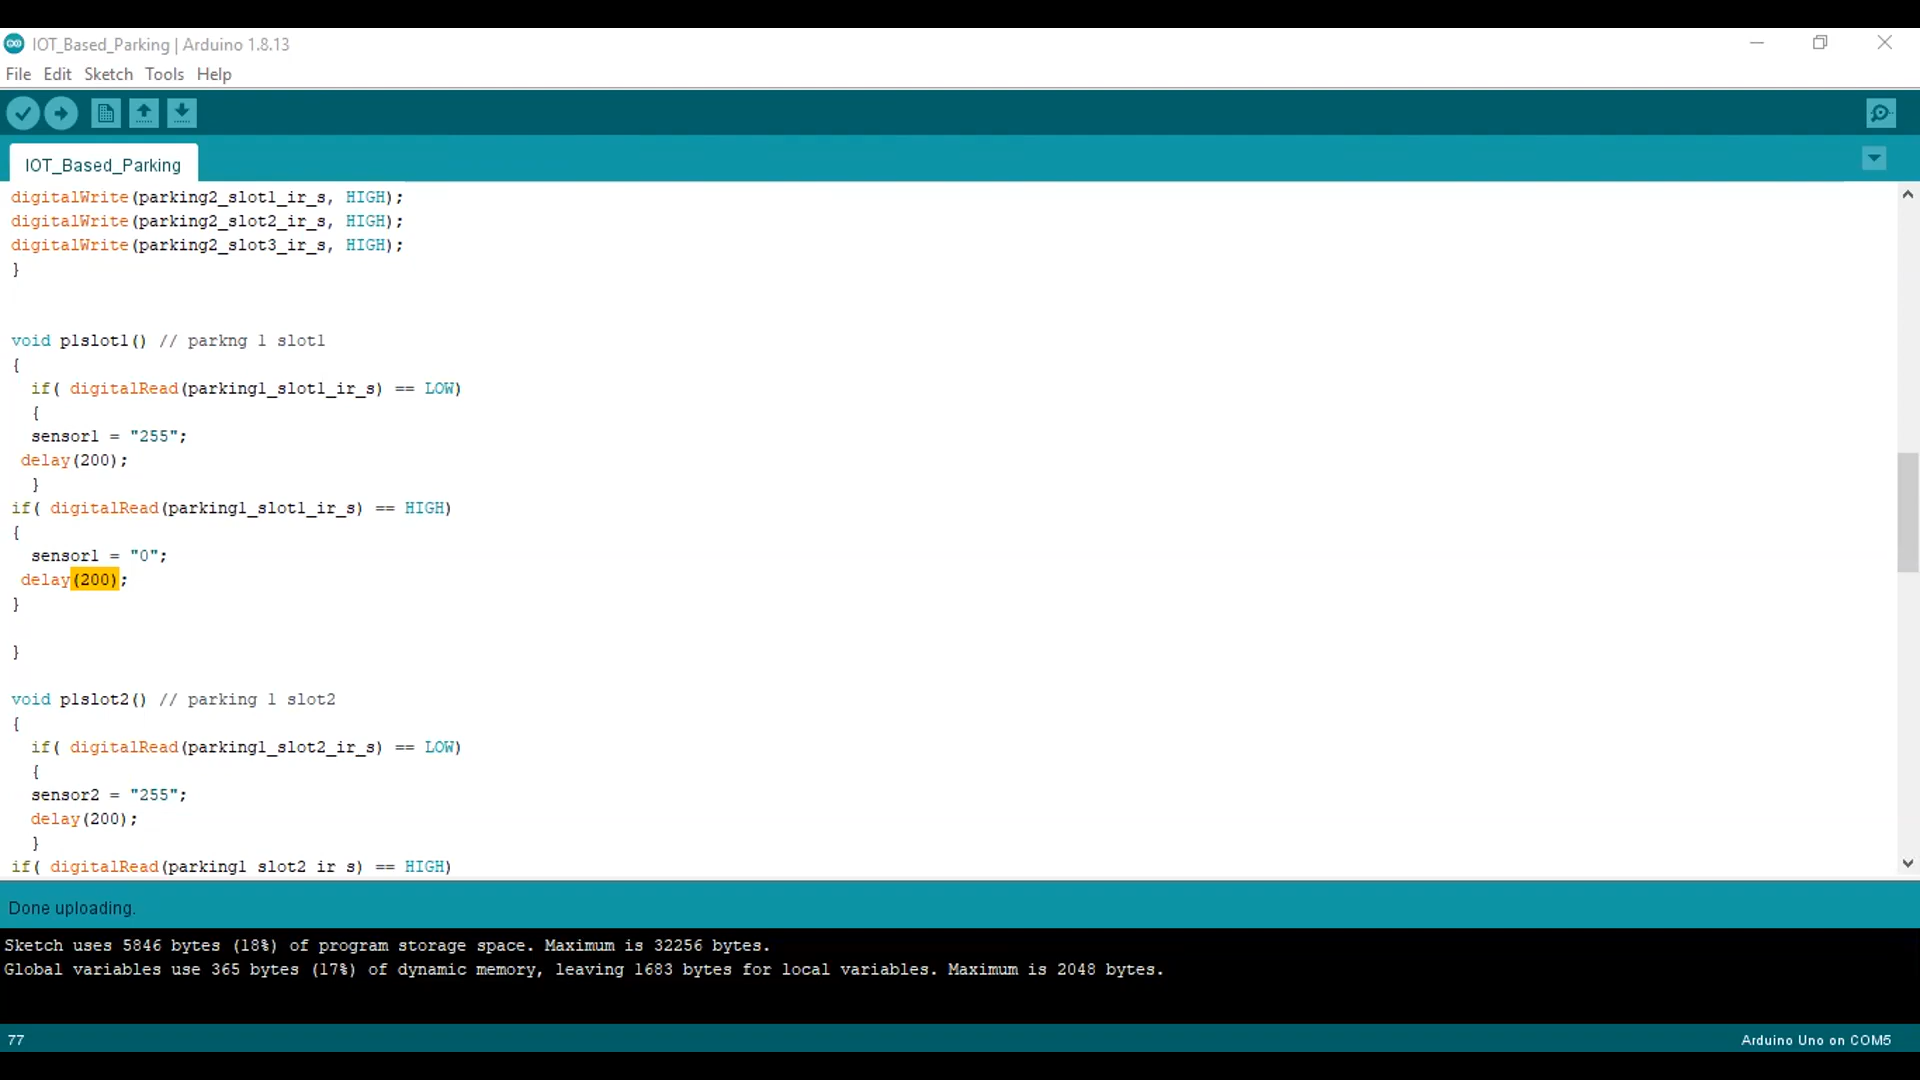 IOT_Based_Parking | Arduino 1.8.13
File Edit Sketch Tools Help
IOT_Based_Parking
digitalWrite(parking2_slot1_ir_s, HIGH);
digitalWrite(parking2_slot2_ir_s, HIGH);
digitalWrite(parking2_slot3_ir_s, HIGH);
}
void p1slot1() // parkng 1 slot1
{
if( digitalRead(parking1_slot1_ir_s) == LOW)
{
sensor1 = "255";
delay(200);
}
if( digitalRead(parking1_slot1_ir_s) == HIGH)
{
sensor1 = "0";
delay(200);
}
}
void p1slot2() // parking 1 slot2
{
if( digitalRead(parking1_slot2_ir_s) == LOW)
{
sensor2 = "255";
delay(200);
}
if( digitalRead(parking1_slot2_ir_s) == HIGH)
Done uploading.
Sketch uses 5846 bytes (18%) of program storage space. Maximum is 32256 bytes.
Global variables use 365 bytes (17%) of dynamic memory, leaving 1683 bytes for local variables. Maximum is 2048 bytes.
77
Arduino Uno on COM5